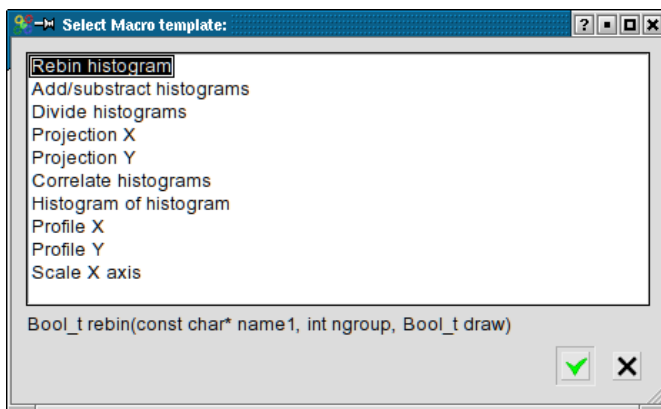 Select Macro template:
Rebin histogram
Add/substract histograms
Divide histograms
Projection X
Projection Y
Correlate histograms
Histogram of histogram
Profile X
Profile Y
Scale X axis
Bool_t rebin(const char* name1, int ngroup, Bool_t draw)